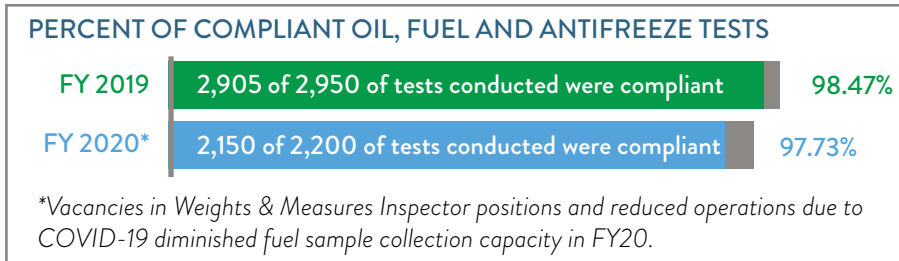 PERCENT OF COMPLIANT OIL, FUEL AND ANTIFREEZE TESTS
FY 2019 2,905 of 2,950 of tests conducted were compliant 98.47%
FY 2020* 2,150 of 2,200 of tests conducted were compliant 97.73%
*Vacancies in Weights & Measures Inspector positions and reduced operations due to
COVID-19 diminished fuel sample collection capacity in FY20.